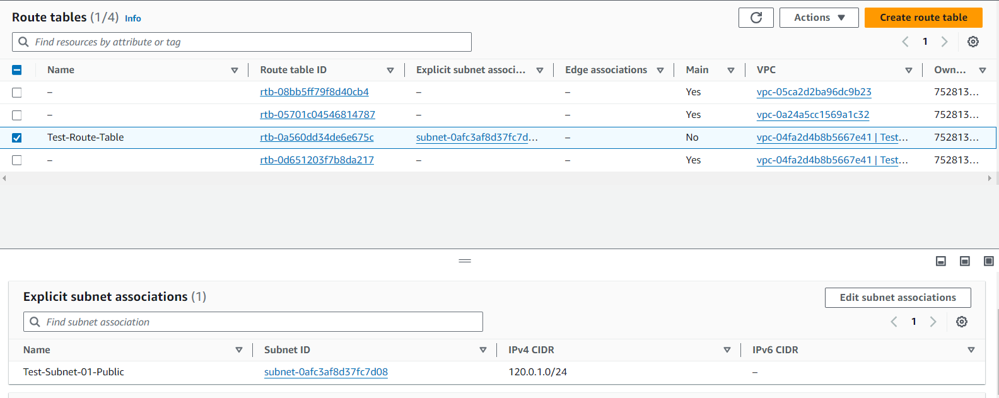 Route tables (1/4) Info
Actions
Create route table
Find resources by attribute or tag
1
Name Route table ID Explicit subnet associ... Edge associations Main VPC Own...
– rtb-08bb5ff79f8d40cb4 – – Yes vpc-05ca2d2ba96dc9b23 752813...
– rtb-05701c04546814787 – – Yes vpc-0a24a5cc1569a1c32 752813...
Test-Route-Table rtb-0a560dd34de6e675c subnet-0afc3af8d37fc7d... – No vpc-04fa2d4b8b5667e41 | Test... 752813...
– rtb-0d651203f7b8da217 – – Yes vpc-04fa2d4b8b5667e41 | Test... 752813...
Explicit subnet associations (1)
Edit subnet associations
Find subnet association
1
Name Subnet ID IPv4 CIDR IPv6 CIDR
Test-Subnet-01-Public subnet-0afc3af8d37fc7d08 120.0.1.0/24 –